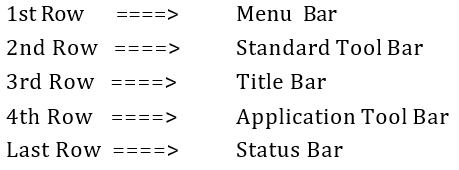 1st Row ====> Menu Bar
2nd Row ====> Standard Tool Bar
3rd Row ====> Title Bar
4th Row ====> Application Tool Bar
Last Row ====> Status Bar